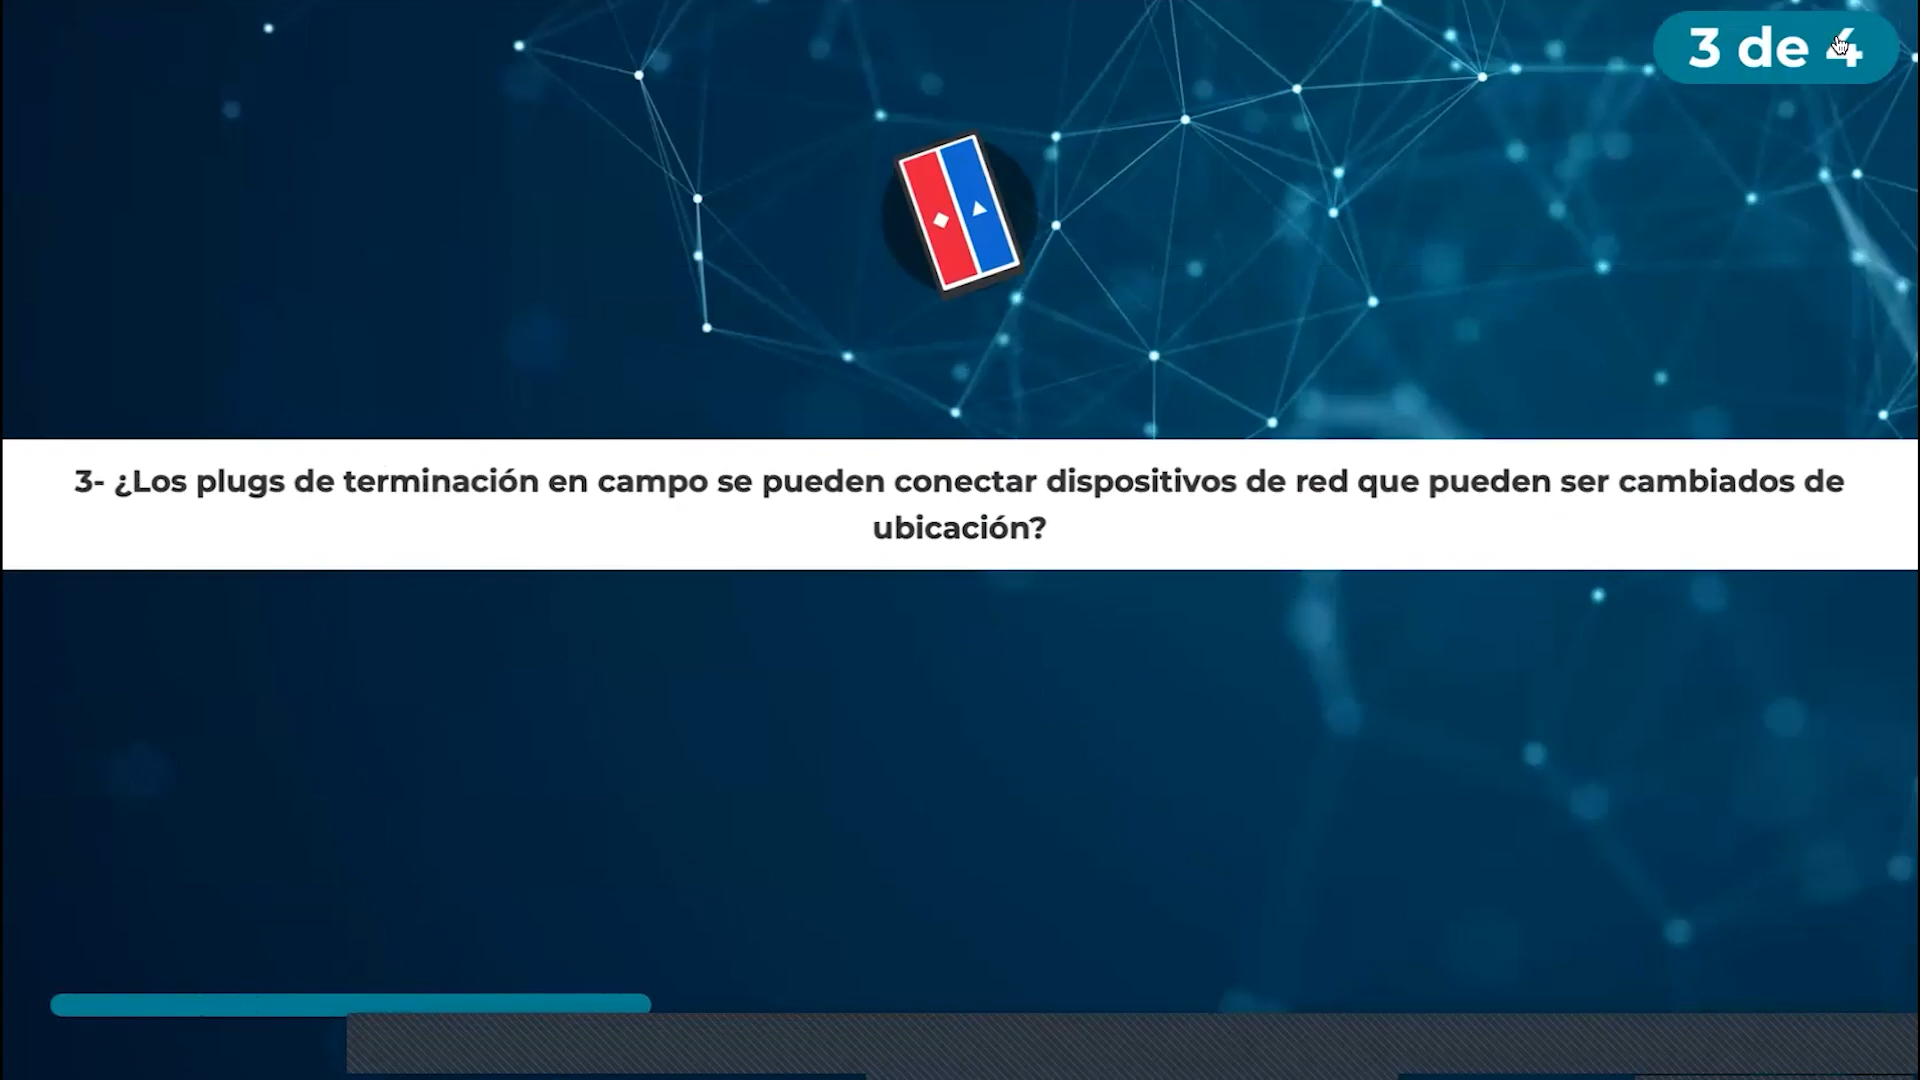 3 de 4
3- ¿Los plugs de terminación en campo se pueden conectar dispositivos de red que pueden ser cambiados de
ubicación?